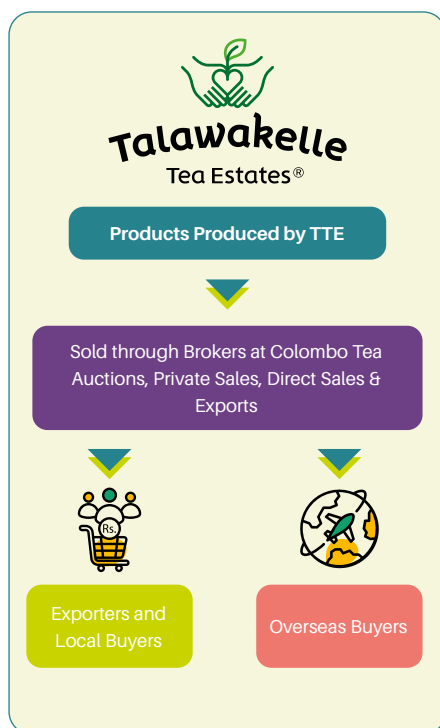 Talawakelle
Tea Estates®
Products Produced by TTE
Sold through Brokers at Colombo Tea
Auctions, Private Sales, Direct Sales &
Exports
Rs.
Exporters and
Local Buyers
Overseas Buyers